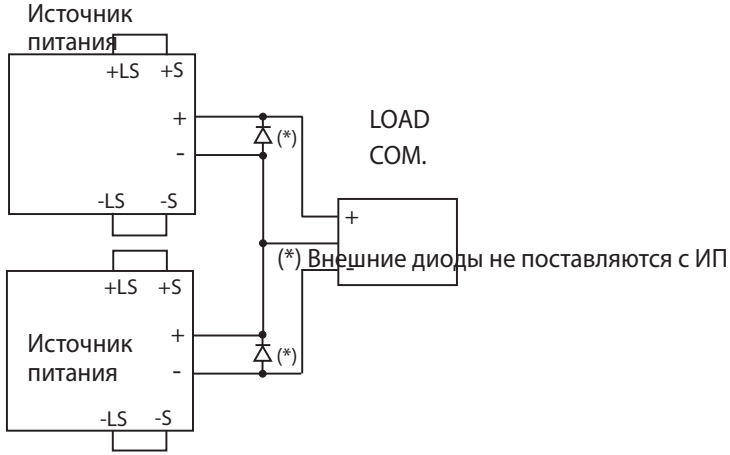 Источник
питания
+LS +S
+
-
-LS -S
(*)
LOAD
COM.
+
-
(*) Внешние диоды не поставляются с ИП
+LS +S
Источник
питания
+
-
-LS -S
(*)